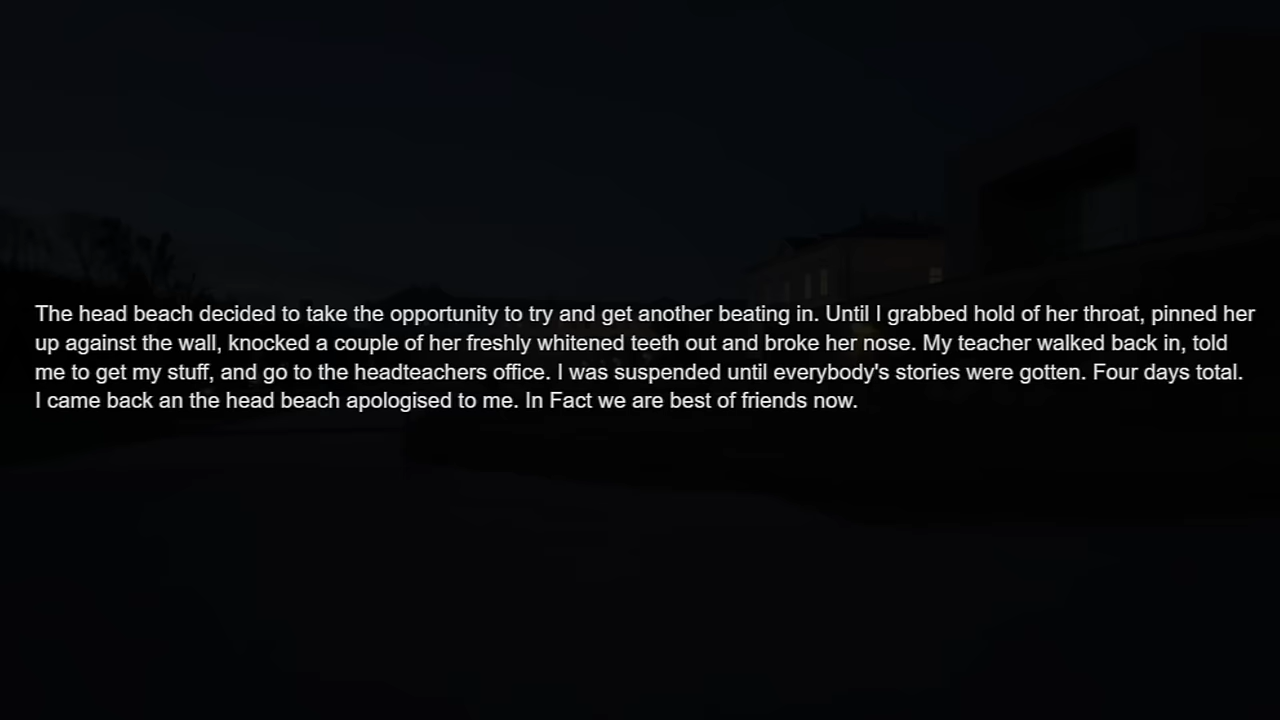 The head beach decided to take the opportunity to try and get another beating in. Until I grabbed hold of her throat, pinned her
up against the wall, knocked a couple of her freshly whitened teeth out and broke her nose. My teacher walked back in, told
me to get my stuff, and go to the headteachers office. I was suspended until everybody's stories were gotten. Four days total.
I came back an the head beach apologised to me. In Fact we are best of friends now.